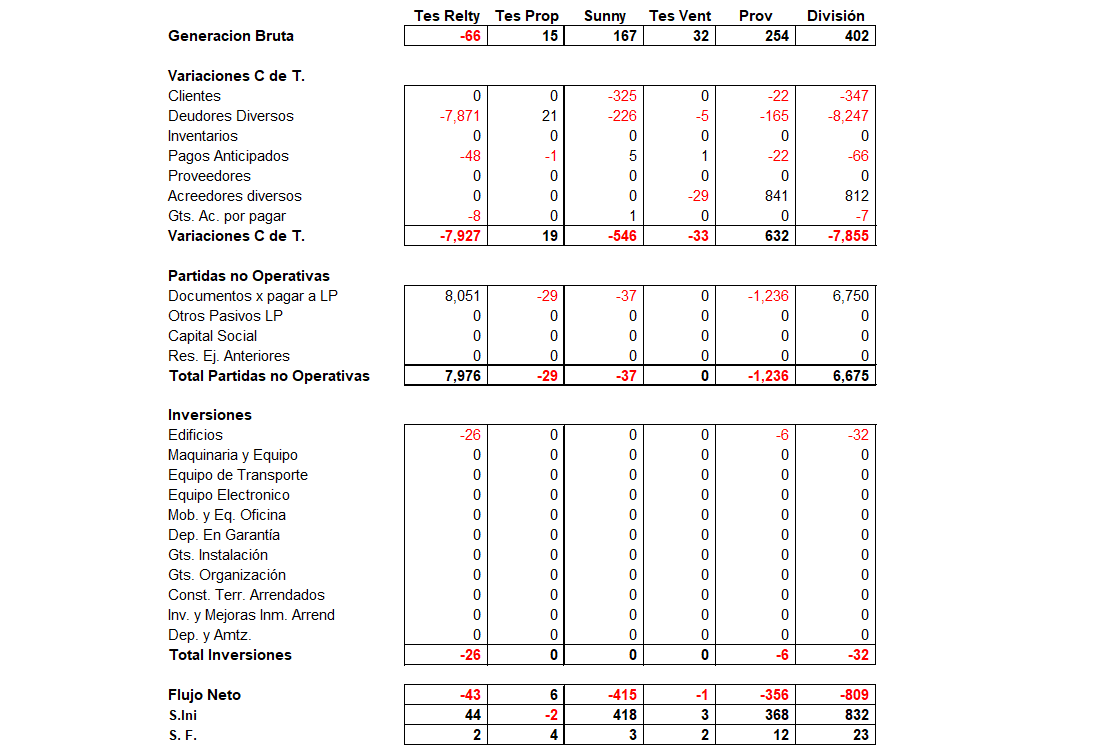 Tes Relty Tes Prop Sunny Tes Vent Prov División
Generacion Bruta -66 15 167 32 254 402
Variaciones C de T.
Clientes 0 0 -325 0 -22 -347
Deudores Diversos -7,871 21 -226 -5 -165 -8,247
Inventarios 0 0 0 0 0 0
Pagos Anticipados -48 -1 5 1 -22 -66
Proveedores 0 0 0 0 0 0
Acreedores diversos 0 0 0 -29 841 812
Gts. Ac. por pagar -8 0 1 0 0 -7
Variaciones C de T. -7,927 19 -546 -33 632 -7,855
Partidas no Operativas
Documentos x pagar a LP 8,051 -29 -37 0 -1,236 6,750
Otros Pasivos LP 0 0 0 0 0 0
Capital Social 0 0 0 0 0 0
Res. Ej. Anteriores 0 0 0 0 0 0
Total Partidas no Operativas 7,976 -29 -37 0 -1,236 6,675
Inversiones
Edificios -26 0 0 0 -6 -32
Maquinaria y Equipo 0 0 0 0 0 0
Equipo de Transporte 0 0 0 0 0 0
Equipo Electronico 0 0 0 0 0 0
Mob. y Eq. Oficina 0 0 0 0 0 0
Dep. En Garantía 0 0 0 0 0 0
Gts. Instalación 0 0 0 0 0 0
Gts. Organización 0 0 0 0 0 0
Const. Terr. Arrendados 0 0 0 0 0 0
Inv. y Mejoras Inm. Arrend 0 0 0 0 0 0
Dep. y Amtz. 0 0 0 0 0 0
Total Inversiones -26 0 0 0 -6 -32
Flujo Neto -43 6 -415 -1 -356 -809
S.Ini 44 -2 418 3 368 832
S. F. 2 4 3 2 12 23